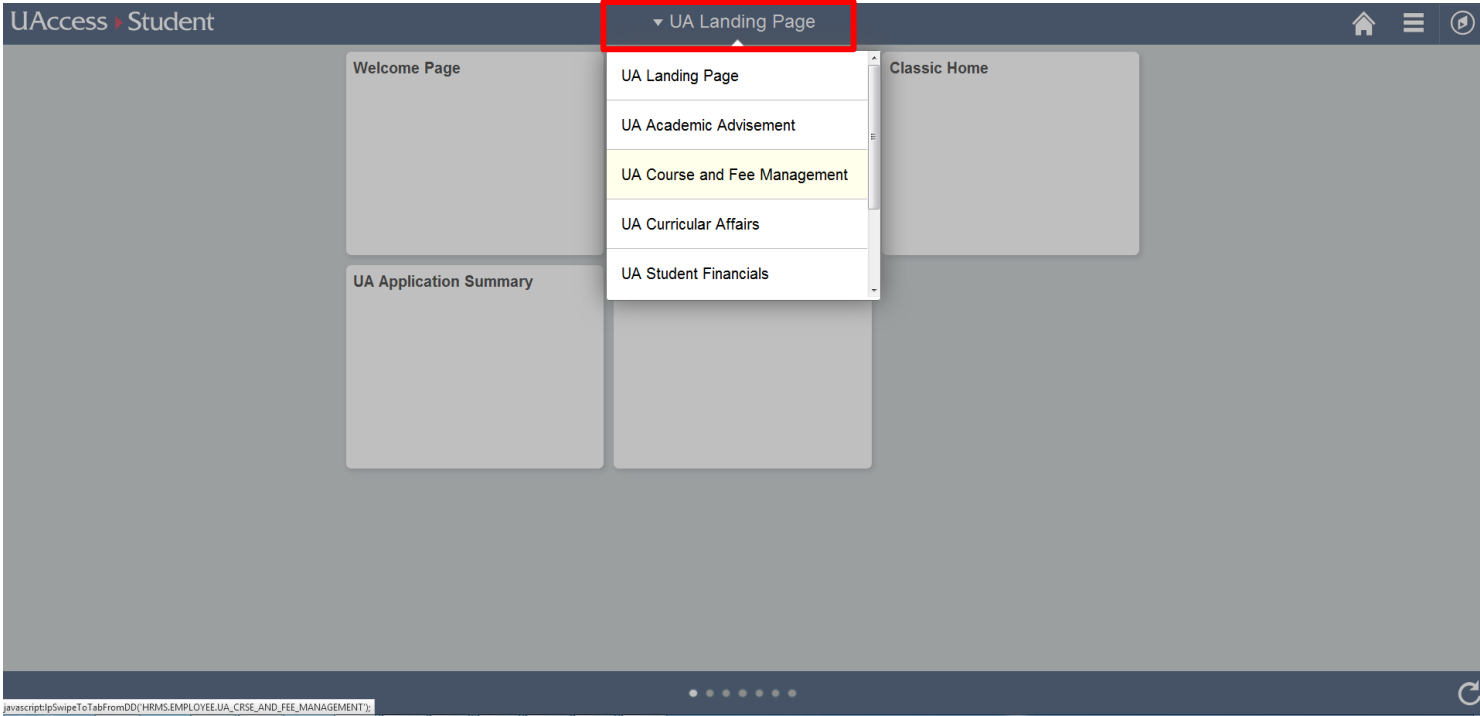 UAccess Student
UA Landing Page
Welcome Page
UA Landing Page
UA Academic Advisement
UA Course and Fee Management
UA Curricular Affairs
UA Student Financials
Classic Home
UA Application Summary
javascript:lpSwipeToTabFromDD('HRMS.EMPLOYEE.UA_CRSE_AND_FEE_MANAGEMENT');